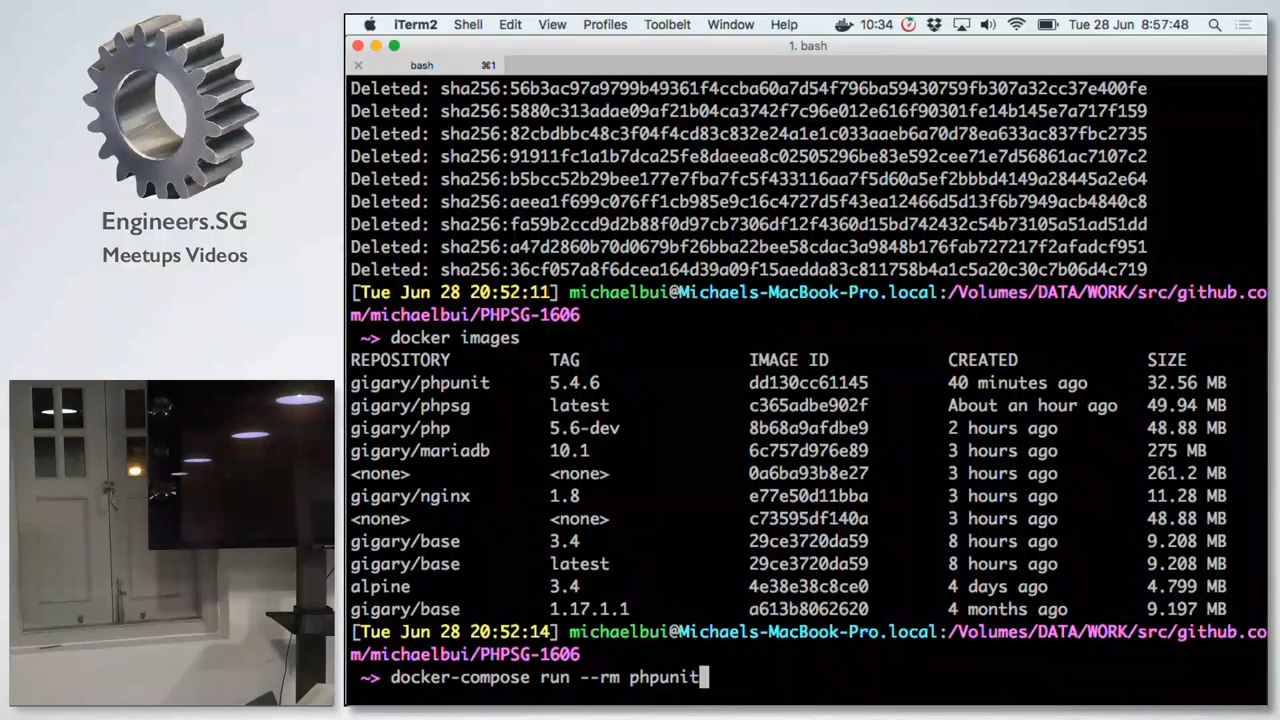 iTerm2 Shell Edit View Profiles Toolbelt Window Help 10:34 Tue 28 Jun 8:57:48
1. bash
bash ⌘1
Deleted: sha256:56b3ac97a9799b49361f4ccba60a7d54f796ba59430759fb307a32cc37e400fe
Deleted: sha256:5880c313adae09af21b04ca3742f7c96e012e616f90301fe14b145e7a717f159
Deleted: sha256:82cbdbbc48c3f04f4cd83c832e24a1e1c033aaeb6a70d78ea633ac837fbc2735
Deleted: sha256:91911fc1a1b7dca25fe8daeea8c02505296be83e592cee71e7d56861ac7107c2
Deleted: sha256:b5bcc52b29bee177e7fba7fc5f433116aa7f5d60a5ef2bbbd4149a28445a2e64
Deleted: sha256:aeea1f699c076ff1cb985e9c16c4727d5f43ea12466d5d13f6b7949acb4840c8
Deleted: sha256:fa59b2ccd9d2b88f0d97cb7306df12f4360d15bd742432c54b73105a51ad51dd
Deleted: sha256:a47d2860b70d0679bf26bba22bee58cdac3a9848b176fab727217f2afadcf951
Deleted: sha256:36cf057a8f6dcea164d39a09f15aedda83c811758b4a1c5a20c30c7b06d4c719
[Tue Jun 28 20:52:11] michaelbui@Michaels-MacBook-Pro.local:/Volumes/DATA/WORK/src/github.co
m/michaelbui/PHPSG-1606
~> docker images
REPOSITORY TAG IMAGE ID CREATED SIZE
gigary/phpunit 5.4.6 dd130cc61145 40 minutes ago 32.56 MB
gigary/phpsg latest c365adbe902f About an hour ago 49.94 MB
gigary/php 5.6-dev 8b68a9afdbe9 2 hours ago 48.88 MB
gigary/mariadb 10.1 6c757d976e89 3 hours ago 275 MB
<none> <none> 0a6ba93b8e27 3 hours ago 261.2 MB
gigary/nginx 1.8 e77e50d11bba 3 hours ago 11.28 MB
<none> <none> c73595df140a 3 hours ago 48.88 MB
gigary/base 3.4 29ce3720da59 8 hours ago 9.208 MB
gigary/base latest 29ce3720da59 8 hours ago 9.208 MB
alpine 3.4 4e38e38c8ce0 4 days ago 4.799 MB
gigary/base 1.17.1.1 a613b8062620 4 months ago 9.197 MB
[Tue Jun 28 20:52:14] michaelbui@Michaels-MacBook-Pro.local:/Volumes/DATA/WORK/src/github.co
m/michaelbui/PHPSG-1606
~> docker-compose run --rm phpunit
Engineers.SG
Meetups Videos